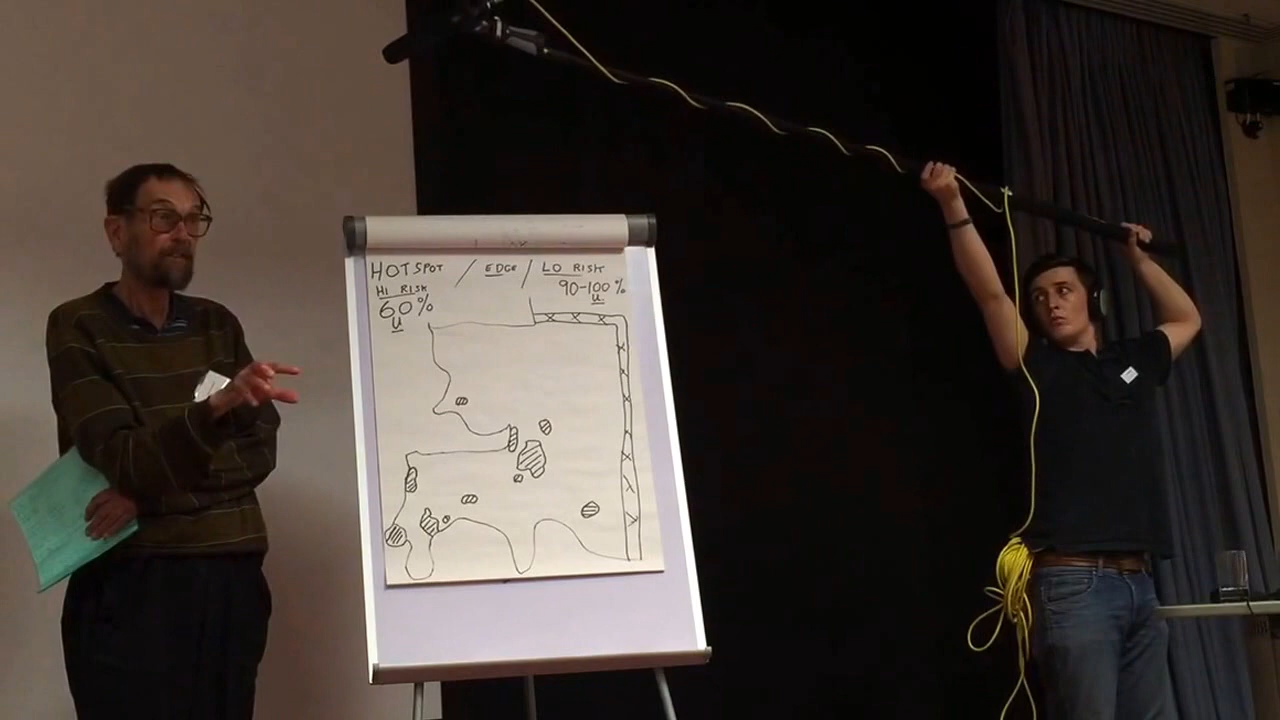 HOTSPOT / EDGE / LO RISK
HI RISK 90-100%
60% u
u